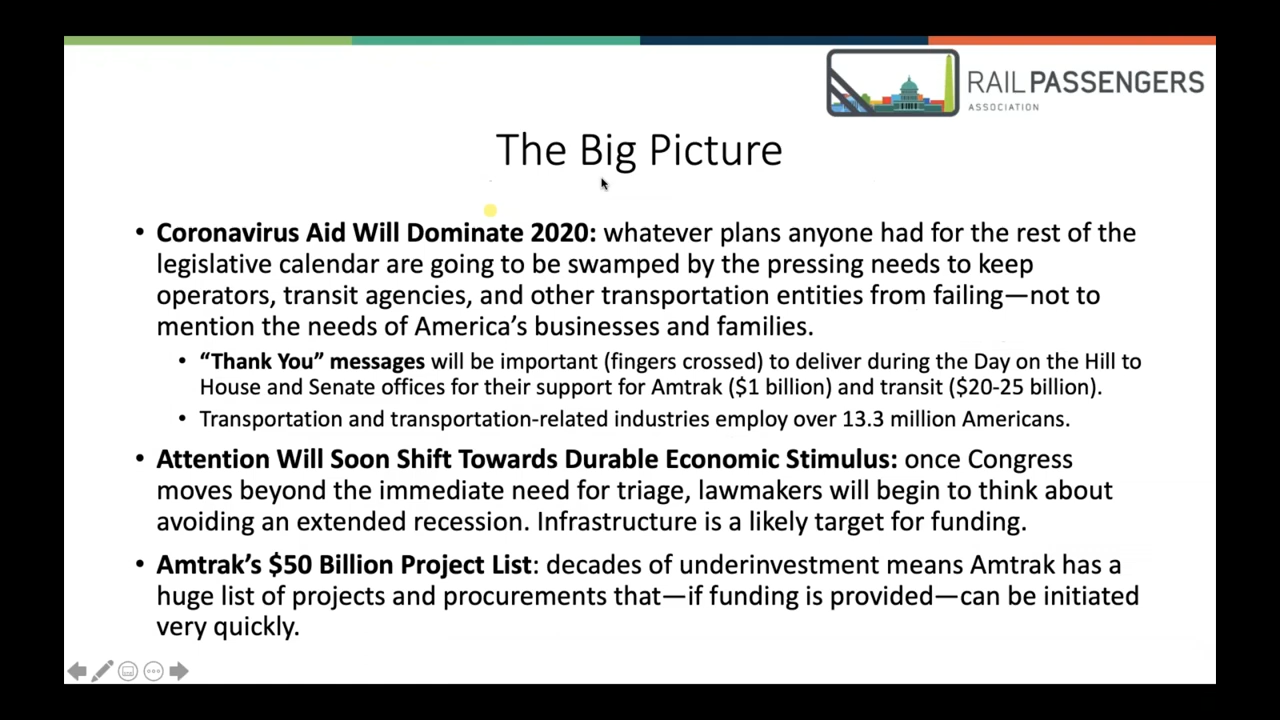 RAIL PASSENGERS
ASSOCIATION
The Big Picture
• Coronavirus Aid Will Dominate 2020: whatever plans anyone had for the rest of the
legislative calendar are going to be swamped by the pressing needs to keep
operators, transit agencies, and other transportation entities from failing—not to
mention the needs of America’s businesses and families.
• “Thank You” messages will be important (fingers crossed) to deliver during the Day on the Hill to
House and Senate offices for their support for Amtrak ($1 billion) and transit ($20-25 billion).
• Transportation and transportation-related industries employ over 13.3 million Americans.
• Attention Will Soon Shift Towards Durable Economic Stimulus: once Congress
moves beyond the immediate need for triage, lawmakers will begin to think about
avoiding an extended recession. Infrastructure is a likely target for funding.
• Amtrak’s $50 Billion Project List: decades of underinvestment means Amtrak has a
huge list of projects and procurements that—if funding is provided—can be initiated
very quickly.